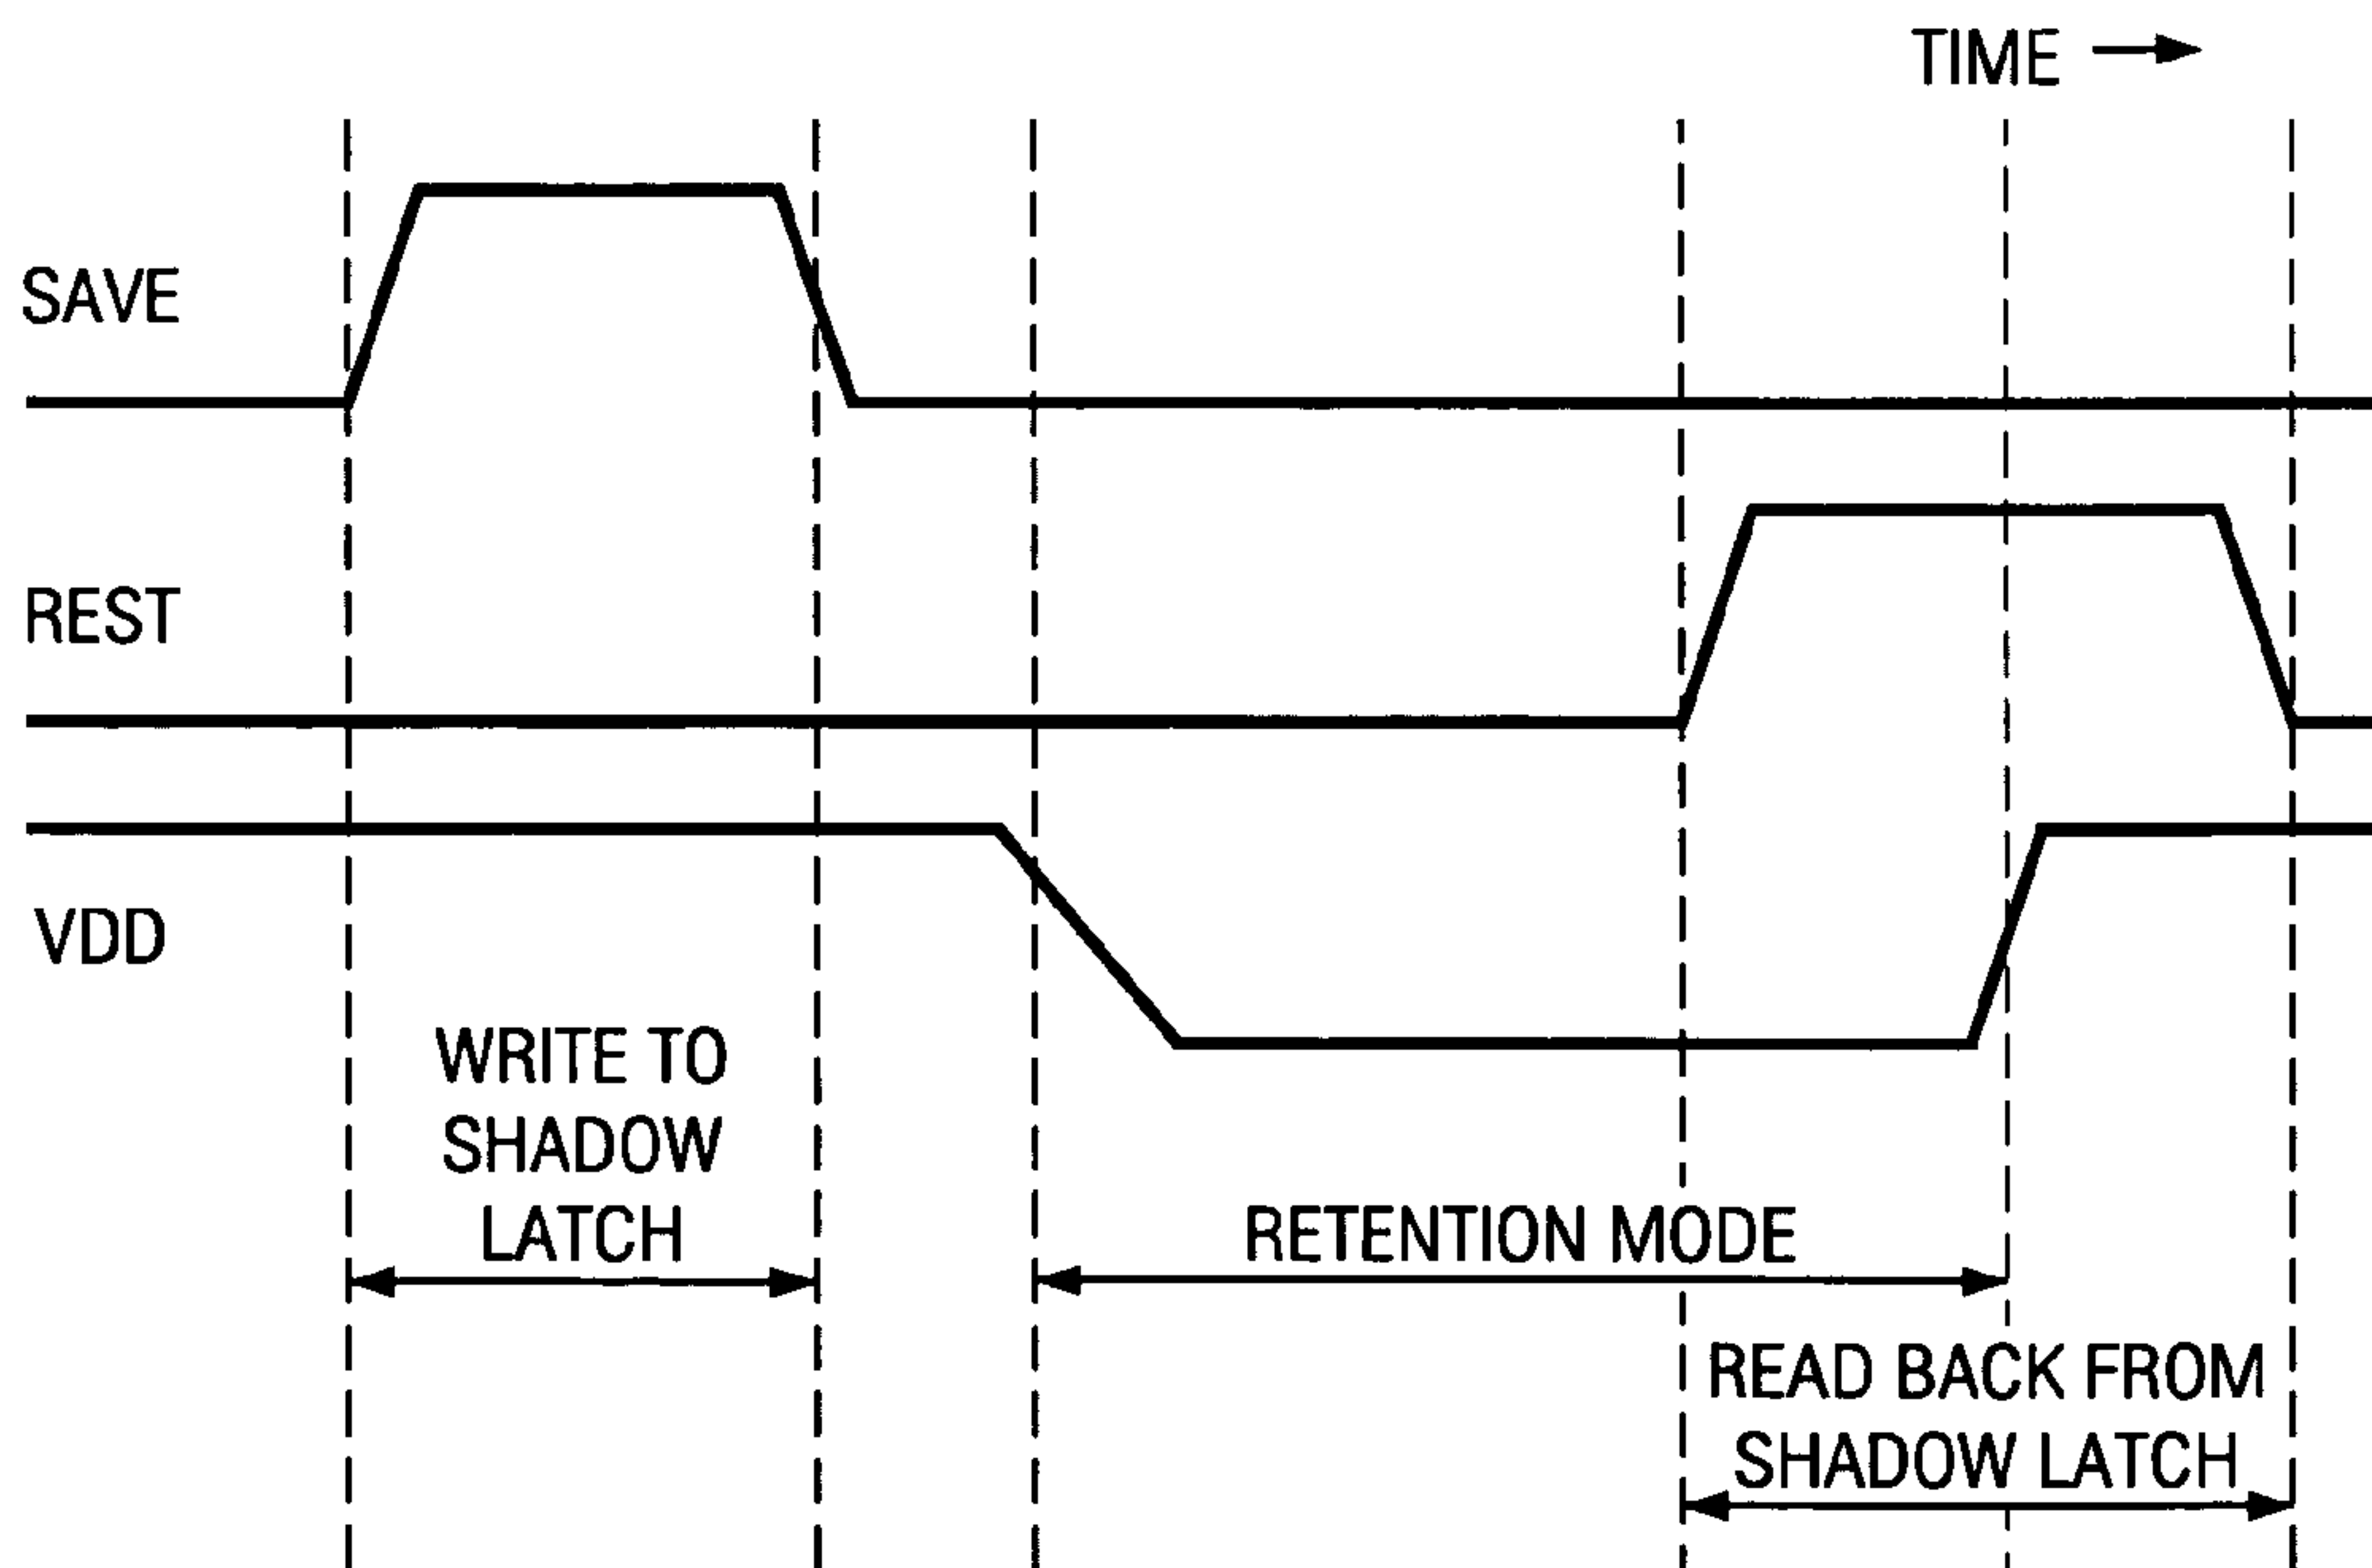 TIME
SAVE
REST
VDD
WRITE TO
SHADOW
LATCH
RETENTION MODE
READ BACK FROM
SHADOW LATCH